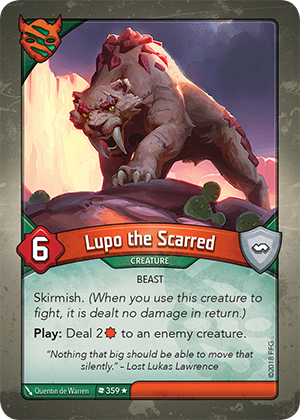 6
Lupo the Scarred
CREATURE
BEAST
Skirmish. (When you use this creature to
fight, it is dealt no damage in return.)
Play: Deal 2 to an enemy creature.
"Nothing that big should be able to move that
silently." - Lost Lukas Lawrence
Quentin de Warren
359
©2018 FFG